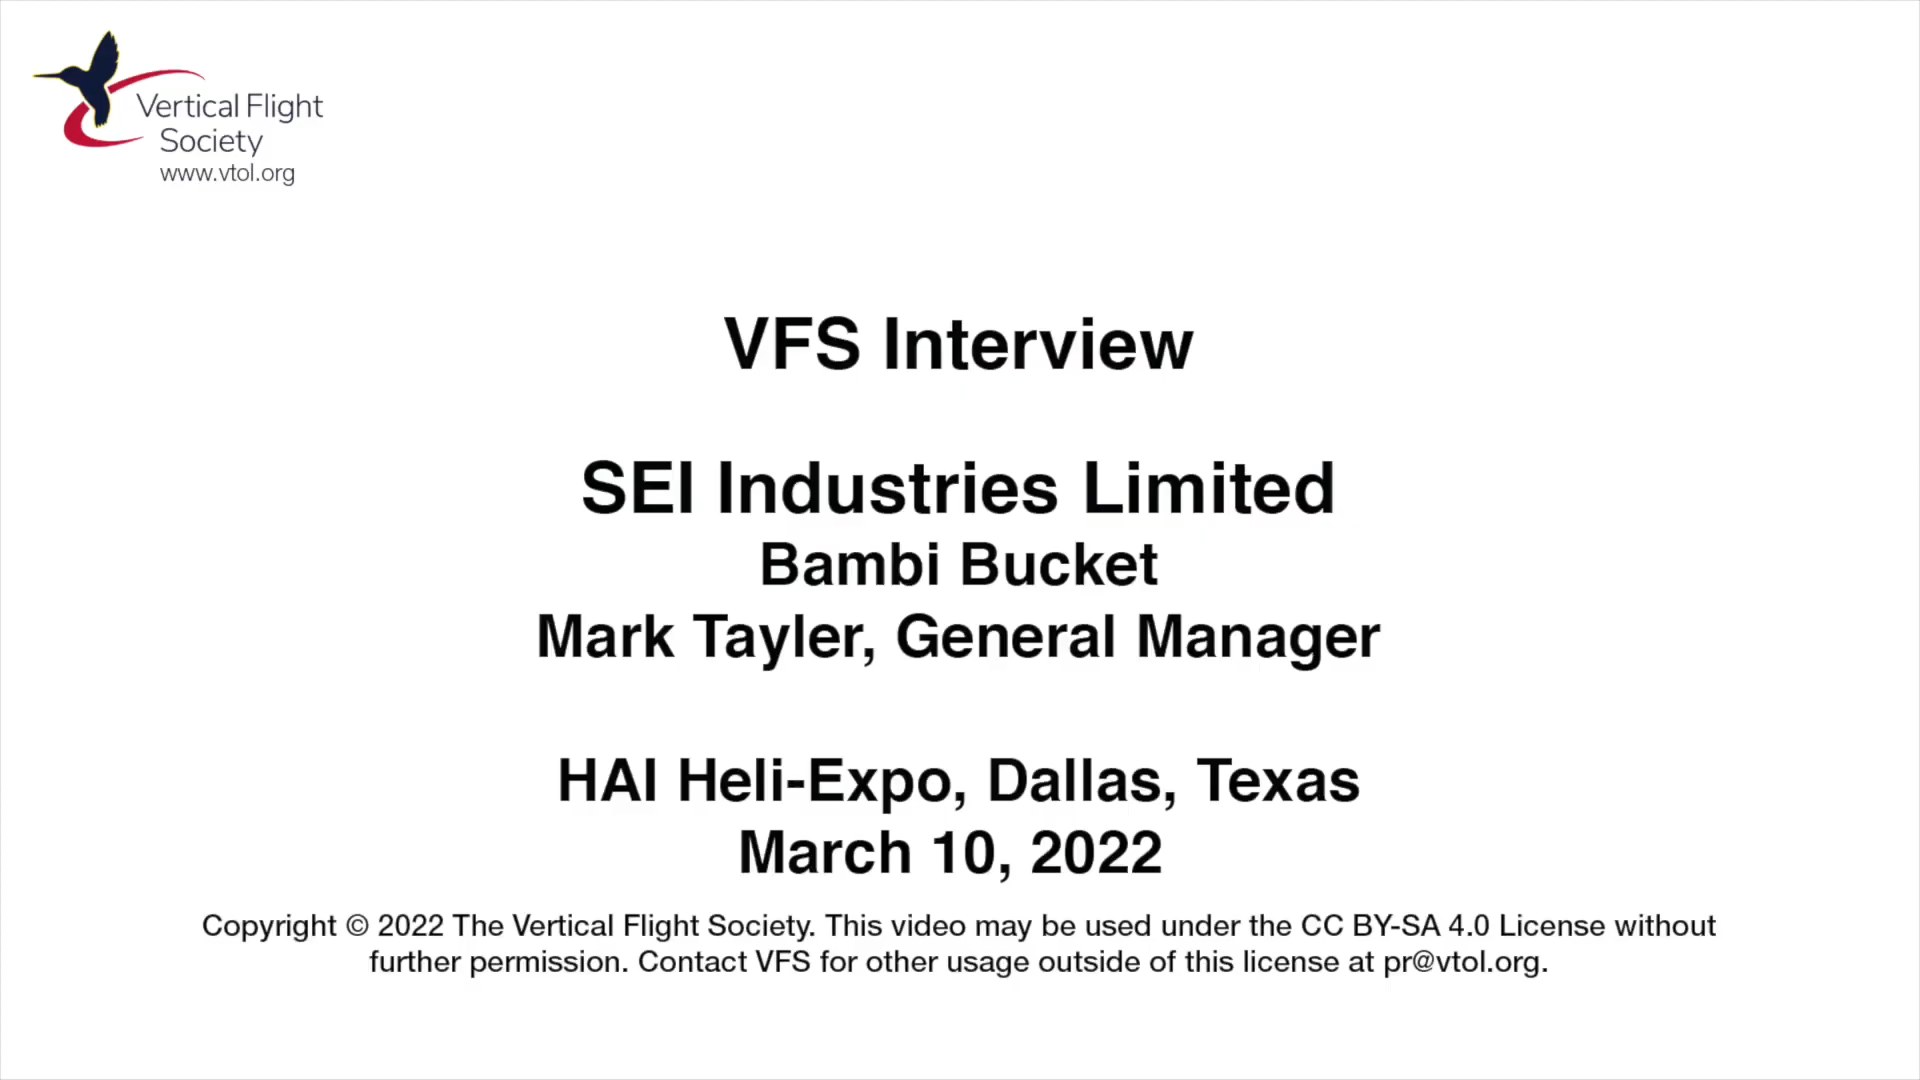 Vertical Flight
Society
www.vtol.org
VFS Interview
SEI Industries Limited
Bambi Bucket
Mark Tayler, General Manager
HAI Heli-Expo, Dallas, Texas
March 10, 2022
Copyright © 2022 The Vertical Flight Society. This video may be used under the CC BY-SA 4.0 License without
further permission. Contact VFS for other usage outside of this license at pr@vtol.org.